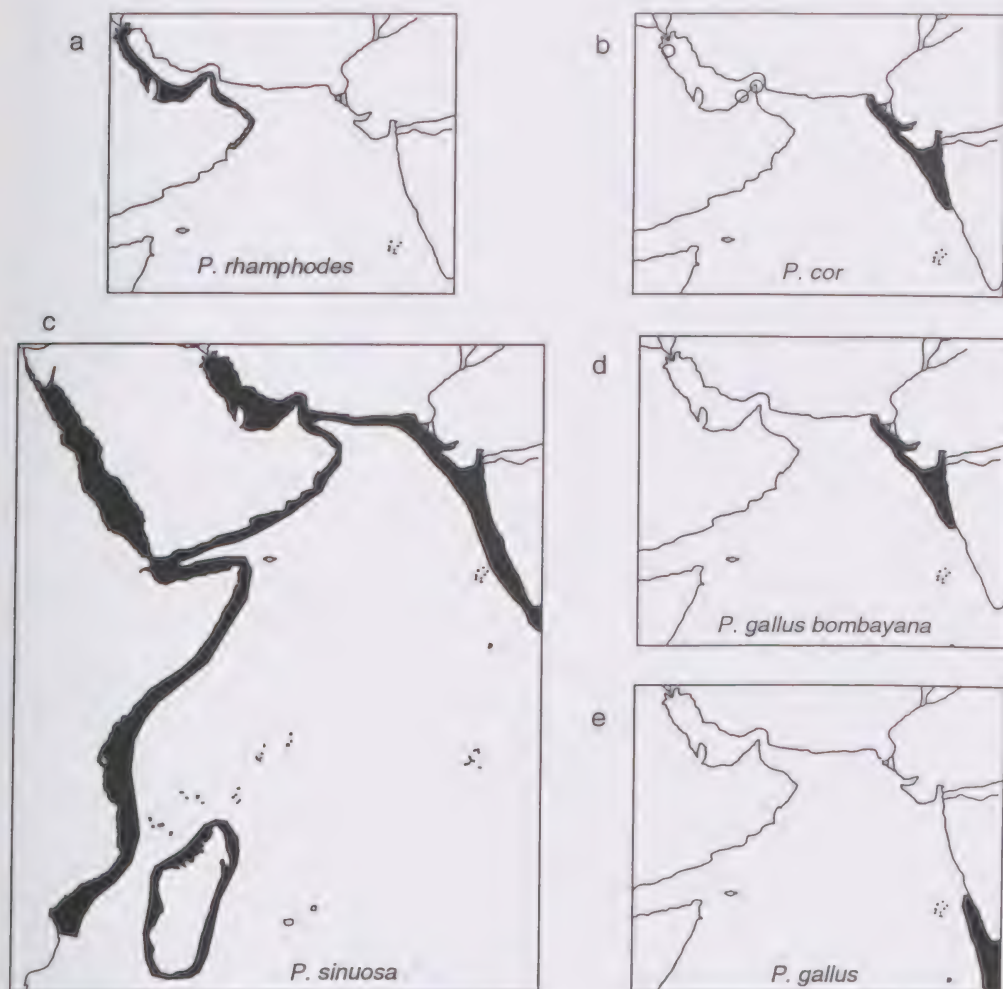 a
P. rhamphodes
b
P. cor
c
P. sinuosa
d
P. gallus bombayana
e
P. gallus